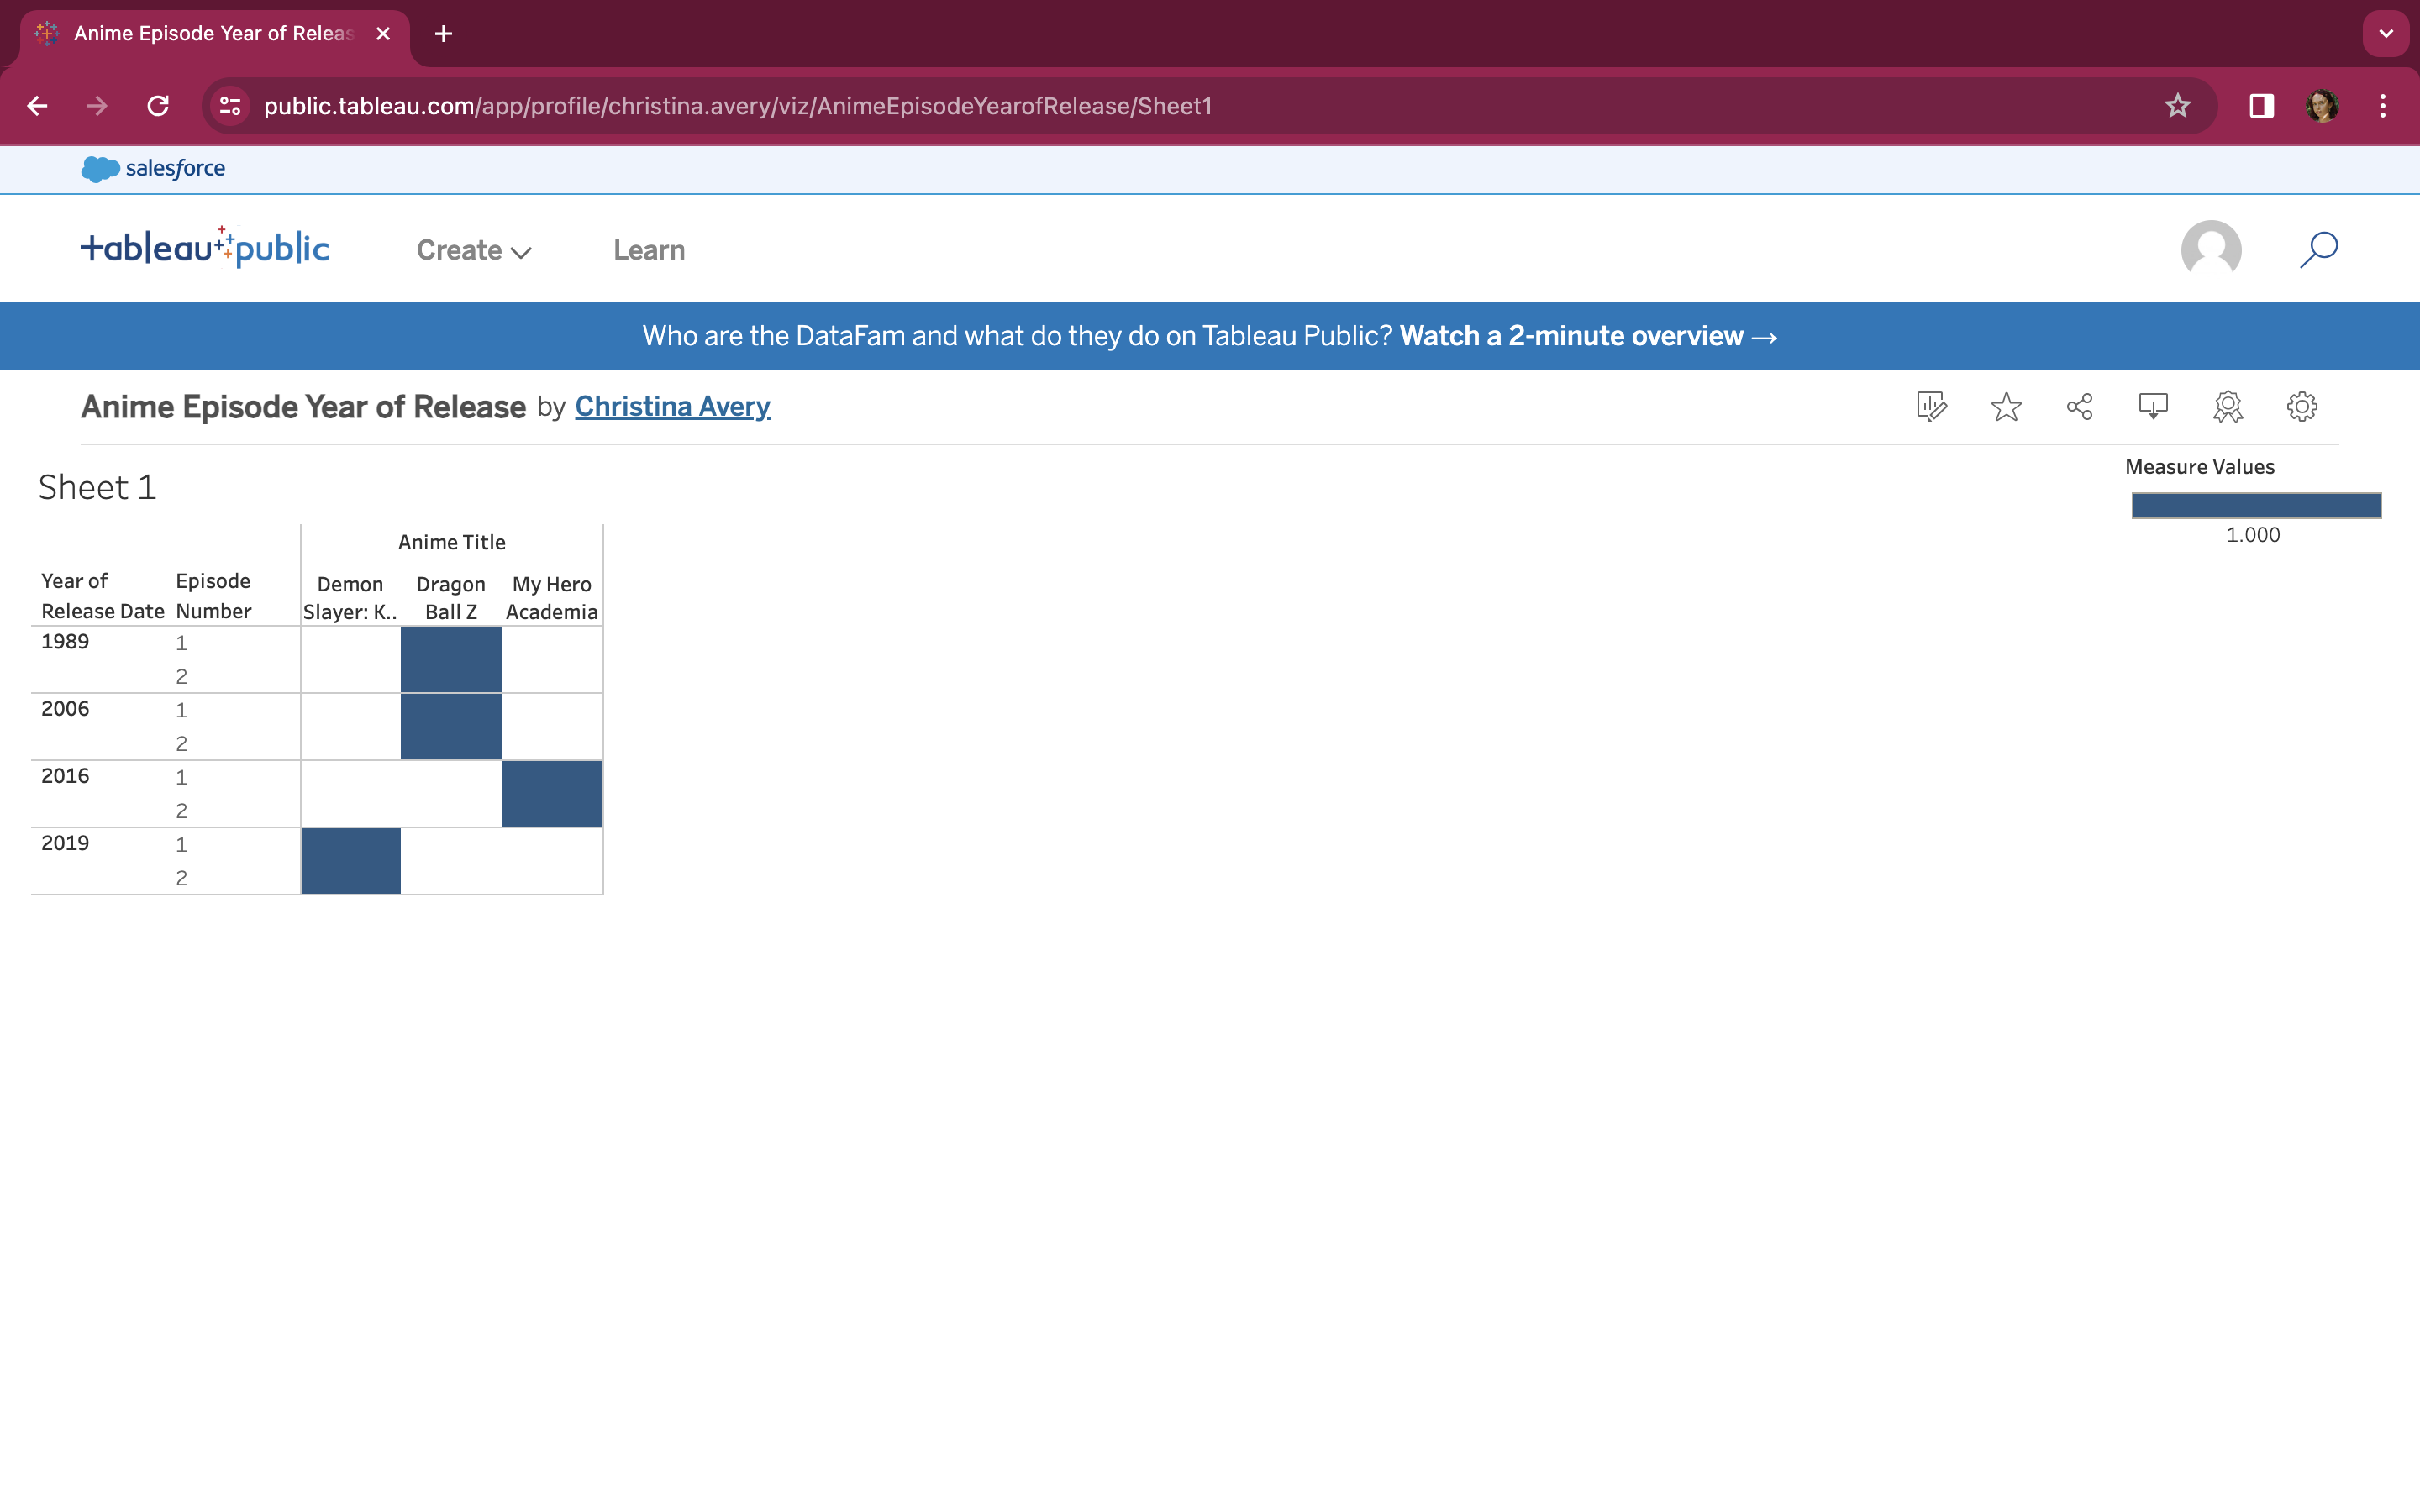 Anime Episode Year of Releas
public.tableau.com/app/profile/christina.avery/viz/AnimeEpisodeYearofRelease/Sheet1
salesforce
+ableau public
Create
Learn
Who are the DataFam and what do they do on Tableau Public? Watch a 2-minute overview →
Anime Episode Year of Release by Christina Avery
Sheet 1
Measure Values
1.000
Anime Title
Year of Release Date
Episode Number
Demon Slayer: K..
Dragon Ball Z
My Hero Academia
1989 1
2
2006 1
2
2016 1
2
2019 1
2